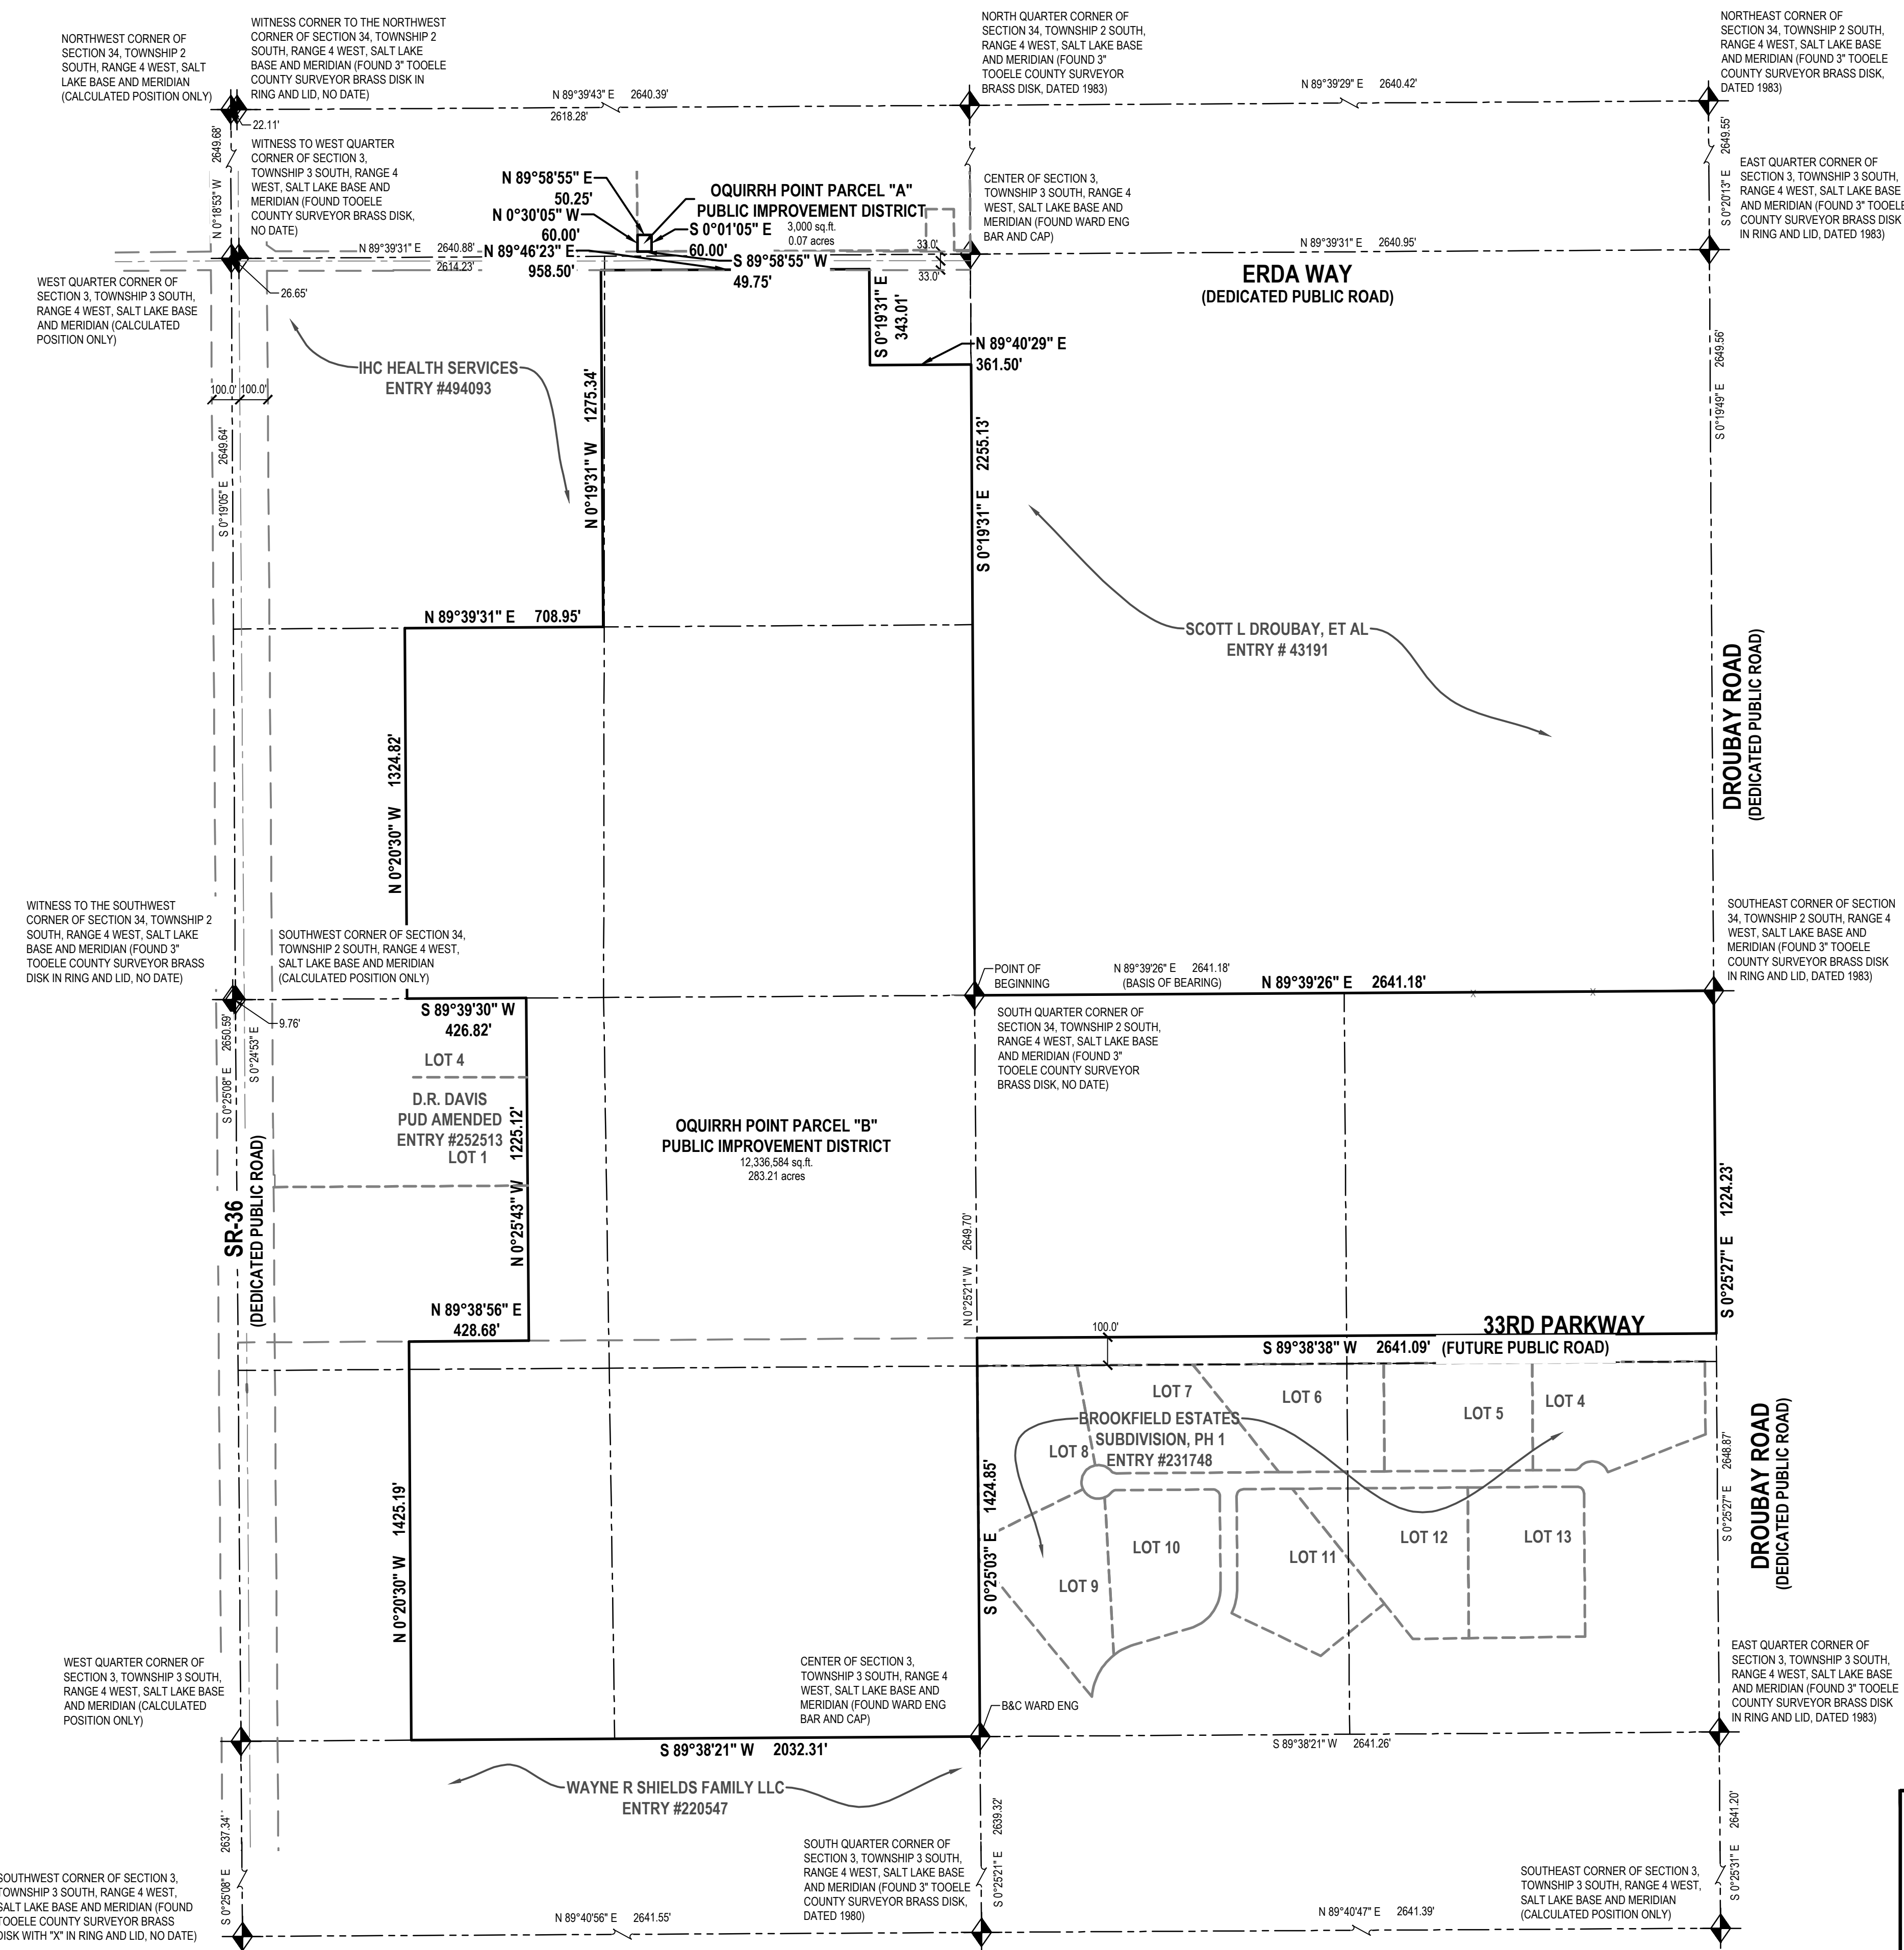 NORTHWEST CORNER OF
SECTION 34, TOWNSHIP 2
SOUTH, RANGE 4 WEST, SALT
LAKE BASE AND MERIDIAN
(CALCULATED POSITION ONLY)
WITNESS CORNER TO THE NORTHWEST
CORNER OF SECTION 34, TOWNSHIP 2
SOUTH, RANGE 4 WEST, SALT LAKE
BASE AND MERIDIAN (FOUND 3" TOOELE
COUNTY SURVEYOR BRASS DISK IN
RING AND LID, NO DATE)
NORTH QUARTER CORNER OF
SECTION 34, TOWNSHIP 2 SOUTH,
RANGE 4 WEST, SALT LAKE BASE
AND MERIDIAN (FOUND 3"
TOOELE COUNTY SURVEYOR
BRASS DISK, DATED 1983)
NORTHEAST CORNER OF
SECTION 34, TOWNSHIP 2 SOUTH,
RANGE 4 WEST, SALT LAKE BASE
AND MERIDIAN (FOUND 3" TOOELE
COUNTY SURVEYOR BRASS DISK,
DATED 1983)
N 89°39'43" E 2640.39'
2618.28'
N 89°39'29" E 2640.42'
22.11'
N 0°18'53" W 2649.68'
S 0°20'13" E 2649.55'
WITNESS TO WEST QUARTER
CORNER OF SECTION 3,
TOWNSHIP 3 SOUTH, RANGE 4
WEST, SALT LAKE BASE AND
MERIDIAN (FOUND TOOELE
COUNTY SURVEYOR BRASS DISK,
NO DATE)
N 89°58'55" E
50.25'
N 0°30'05" W
60.00'
N 89°46'23" E
958.50'
OQUIRRH POINT PARCEL "A"
PUBLIC IMPROVEMENT DISTRICT
3,000 sq.ft.
0.07 acres
S 0°01'05" E
60.00'
S 89°58'55" W
49.75'
CENTER OF SECTION 3,
TOWNSHIP 3 SOUTH, RANGE 4
WEST, SALT LAKE BASE AND
MERIDIAN (FOUND WARD ENG
BAR AND CAP)
EAST QUARTER CORNER OF
SECTION 3, TOWNSHIP 3 SOUTH,
RANGE 4 WEST, SALT LAKE BASE
AND MERIDIAN (FOUND 3" TOOELE
COUNTY SURVEYOR BRASS DISK
IN RING AND LID, DATED 1983)
N 89°39'31" E 2640.88'
2614.23'
33.0'
33.0'
N 89°39'31" E 2640.95'
ERDA WAY
(DEDICATED PUBLIC ROAD)
WEST QUARTER CORNER OF
SECTION 3, TOWNSHIP 3 SOUTH,
RANGE 4 WEST, SALT LAKE BASE
AND MERIDIAN (CALCULATED
POSITION ONLY)
26.65'
S 0°19'31" E
343.01'
N 89°40'29" E
361.50'
IHC HEALTH SERVICES
ENTRY #494093
100.0' 100.0'
S 0°19'05" E 2649.64'
N 0°19'31" W 1275.34'
S 0°19'31" E 2255.13'
S 0°19'49" E 2649.56'
N 89°39'31" E 708.95'
SCOTT L DROUBAY, ET AL
ENTRY # 43191
DROUBAY ROAD
(DEDICATED PUBLIC ROAD)
N 0°20'30" W 1324.82'
WITNESS TO THE SOUTHWEST
CORNER OF SECTION 34, TOWNSHIP 2
SOUTH, RANGE 4 WEST, SALT LAKE
BASE AND MERIDIAN (FOUND 3"
TOOELE COUNTY SURVEYOR BRASS
DISK IN RING AND LID, NO DATE)
SOUTHWEST CORNER OF SECTION 34,
TOWNSHIP 2 SOUTH, RANGE 4 WEST,
SALT LAKE BASE AND MERIDIAN
(CALCULATED POSITION ONLY)
SOUTHEAST CORNER OF SECTION
34, TOWNSHIP 2 SOUTH, RANGE 4
WEST, SALT LAKE BASE AND
MERIDIAN (FOUND 3" TOOELE
COUNTY SURVEYOR BRASS DISK
IN RING AND LID, DATED 1983)
POINT OF
BEGINNING
N 89°39'26" E 2641.18'
(BASIS OF BEARING)
N 89°39'26" E 2641.18'
X X
S 89°39'30" W
426.82'
9.76'
S 0°25'08" E 2650.59'
S 0°24'53" E
SOUTH QUARTER CORNER OF
SECTION 34, TOWNSHIP 2 SOUTH,
RANGE 4 WEST, SALT LAKE BASE
AND MERIDIAN (FOUND 3"
TOOELE COUNTY SURVEYOR
BRASS DISK, NO DATE)
LOT 4
D.R. DAVIS
PUD AMENDED
ENTRY #252513
LOT 1
N 0°25'43" W 1225.12'
OQUIRRH POINT PARCEL "B"
PUBLIC IMPROVEMENT DISTRICT
12,336,584 sq.ft.
283.21 acres
SR-36
(DEDICATED PUBLIC ROAD)
N 0°25'21" W 2649.70'
S 0°25'27" E 1224.23'
N 89°38'56" E
428.68'
33RD PARKWAY
100.0'
S 89°38'38" W 2641.09' (FUTURE PUBLIC ROAD)
LOT 7
LOT 6
LOT 5
LOT 4
BROOKFIELD ESTATES
SUBDIVISION, PH 1
ENTRY #231748
LOT 8
DROUBAY ROAD
(DEDICATED PUBLIC ROAD)
S 0°25'27" E 2648.87'
N 0°20'30" W 1425.19'
S 0°25'03" E 1424.85'
LOT 10
LOT 11
LOT 12
LOT 13
LOT 9
WEST QUARTER CORNER OF
SECTION 3, TOWNSHIP 3 SOUTH,
RANGE 4 WEST, SALT LAKE BASE
AND MERIDIAN (CALCULATED
POSITION ONLY)
CENTER OF SECTION 3,
TOWNSHIP 3 SOUTH, RANGE 4
WEST, SALT LAKE BASE AND
MERIDIAN (FOUND WARD ENG
BAR AND CAP)
B&C WARD ENG
EAST QUARTER CORNER OF
SECTION 3, TOWNSHIP 3 SOUTH,
RANGE 4 WEST, SALT LAKE BASE
AND MERIDIAN (FOUND 3" TOOELE
COUNTY SURVEYOR BRASS DISK
IN RING AND LID, DATED 1983)
S 89°38'21" W 2032.31'
S 89°38'21" W 2641.26'
WAYNE R SHIELDS FAMILY LLC
ENTRY #220547
S 0°25'08" E 2637.34'
S 0°25'21" E 2639.32'
S 0°25'31" E 2641.20'
SOUTHWEST CORNER OF SECTION 3,
TOWNSHIP 3 SOUTH, RANGE 4 WEST,
SALT LAKE BASE AND MERIDIAN (FOUND
TOOELE COUNTY SURVEYOR BRASS
DISK WITH "X" IN RING AND LID, NO DATE)
SOUTH QUARTER CORNER OF
SECTION 3, TOWNSHIP 3 SOUTH,
RANGE 4 WEST, SALT LAKE BASE
AND MERIDIAN (FOUND 3" TOOELE
COUNTY SURVEYOR BRASS DISK,
DATED 1980)
SOUTHEAST CORNER OF SECTION 3,
TOWNSHIP 3 SOUTH, RANGE 4 WEST,
SALT LAKE BASE AND MERIDIAN
(CALCULATED POSITION ONLY)
N 89°40'56" E 2641.55'
N 89°40'47" E 2641.39'